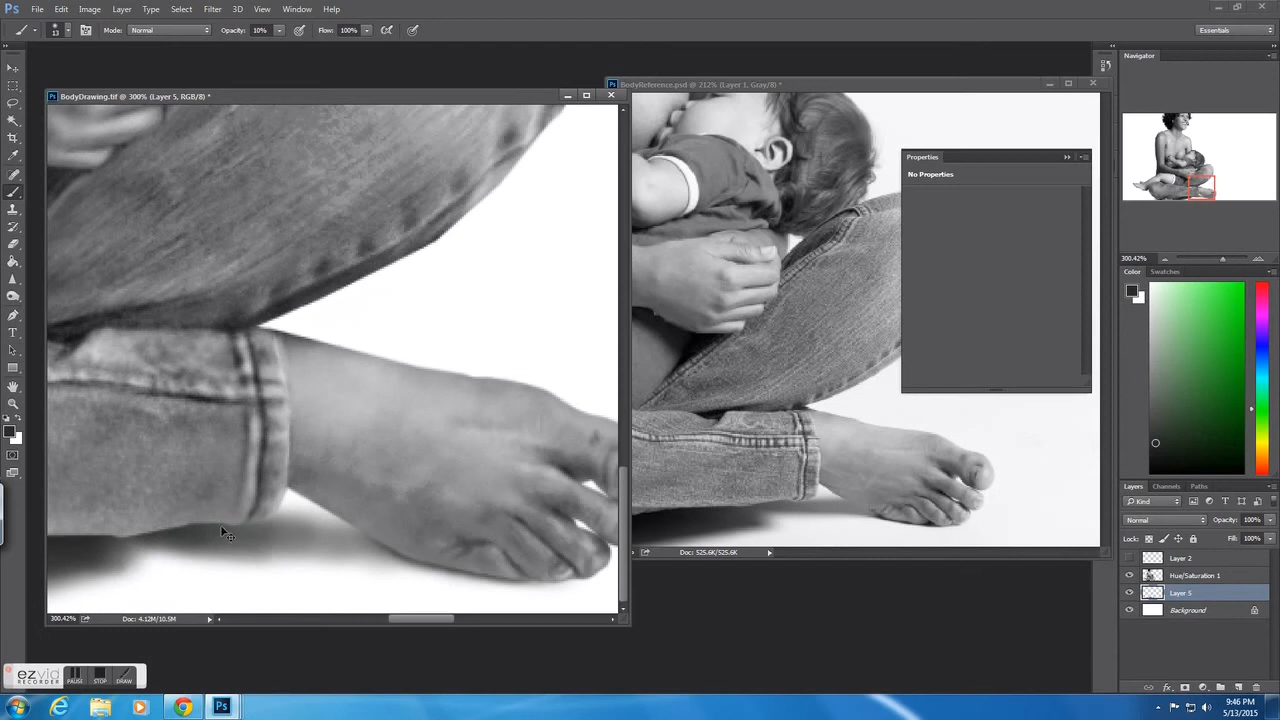 Ps File Edit Image Layer Type Select Filter 3D View Window Help
13 Mode: Normal Opacity: 10% Flow: 100% Essentials
BodyDrawing.tif @ 300% (Layer 5, RGB/8) *
BodyReference.psd @ 212% (Layer 1, Gray/8) *
Navigator
Properties
No Properties
300.42%
Color Swatches
Layers Channels Paths
Kind
Normal Opacity: 100%
Lock: Fill: 100%
Layer 2
Hue/Saturation 1
Layer 5
Background
Doc: 525.6K/525.6K
300.42% Doc: 4.12M/10.5M
ezvid
RECORDER
PAUSE STOP DRAW
fx
Ps
9:46 PM
5/13/2015